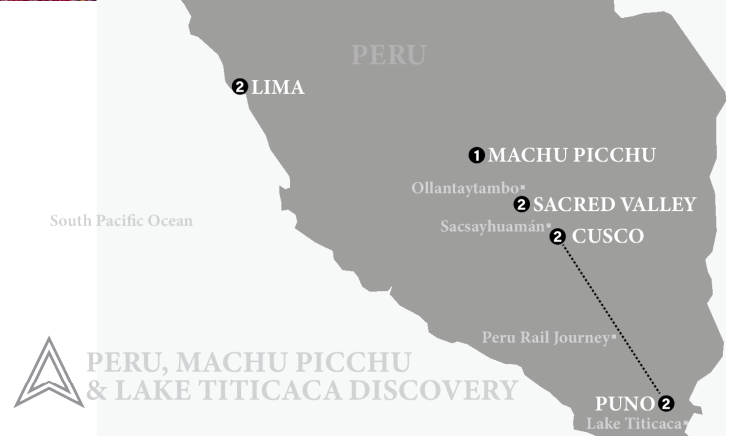 PERU
2 LIMA
1 MACHU PICCHU
Ollantaytambo
2 SACRED VALLEY
South Pacific Ocean
Sacsayhuamán
2 CUSCO
Peru Rail Journey
PERU, MACHU PICCHU
& LAKE TITICACA DISCOVERY
PUNO 2
Lake Titicaca